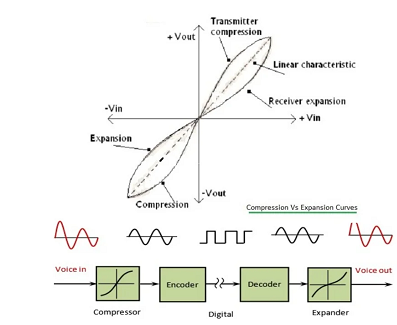 Transmitter
compression
+ Vout
Linear characteristic
Receiver expansion
-Vin
+ Vin
Expansion
Compression
-Vout
Compression Vs Expansion Curves
Voice in
Voice out
Encoder
Decoder
Compressor
Digital
Expander